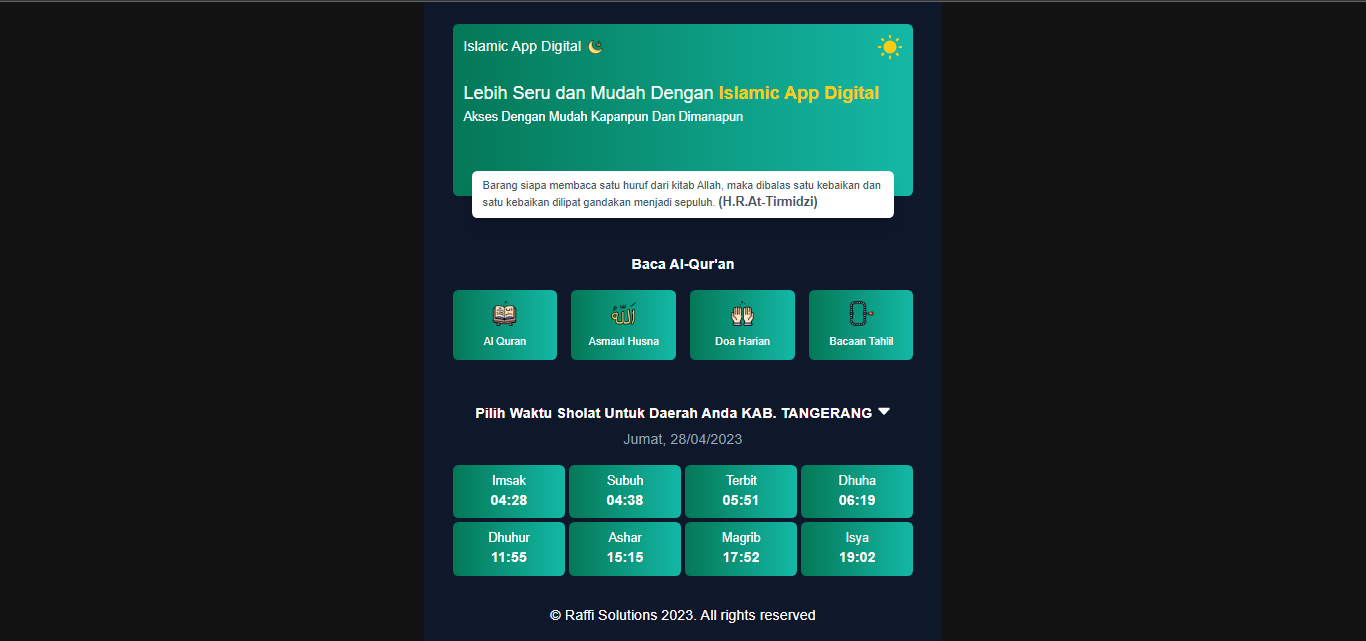 Islamic App Digital
Lebih Seru dan Mudah Dengan Islamic App Digital
Akses Dengan Mudah Kapanpun Dan Dimanapun
Barang siapa membaca satu huruf dari kitab Allah, maka dibalas satu kebaikan dan
satu kebaikan dilipat gandakan menjadi sepuluh. (H.R.At-Tirmidzi)
Baca Al-Qur'an
الله
Al Quran
Asmaul Husna
Doa Harian
Bacaan Tahlil
Pilih Waktu Sholat Untuk Daerah Anda KAB. TANGERANG
Jumat, 28/04/2023
Imsak
04:28
Subuh
04:38
Terbit
05:51
Dhuha
06:19
Dhuhur
11:55
Ashar
15:15
Magrib
17:52
Isya
19:02
© Raffi Solutions 2023. All rights reserved